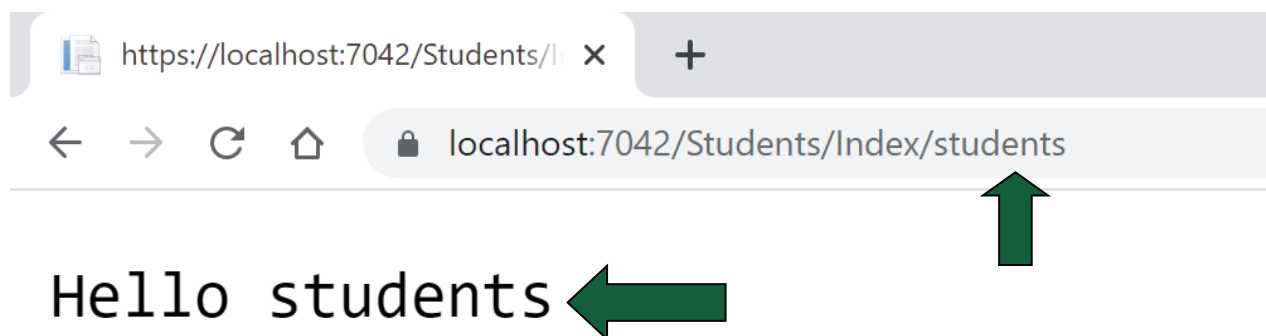 https://localhost:7042/Students/I
localhost:7042/Students/Index/students
Hello students